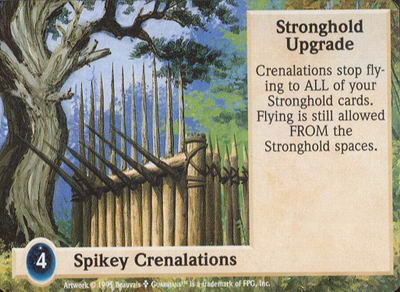 Stronghold
Upgrade
Crenalations stop fly-
ing to ALL of your
Stronghold cards.
Flying is still allowed
FROM the
Stronghold spaces.
4
Spikey Crenalations
Artwork © 1995 Beauvais ✢ GUARDIANS™ is a trademark of FPG, Inc.